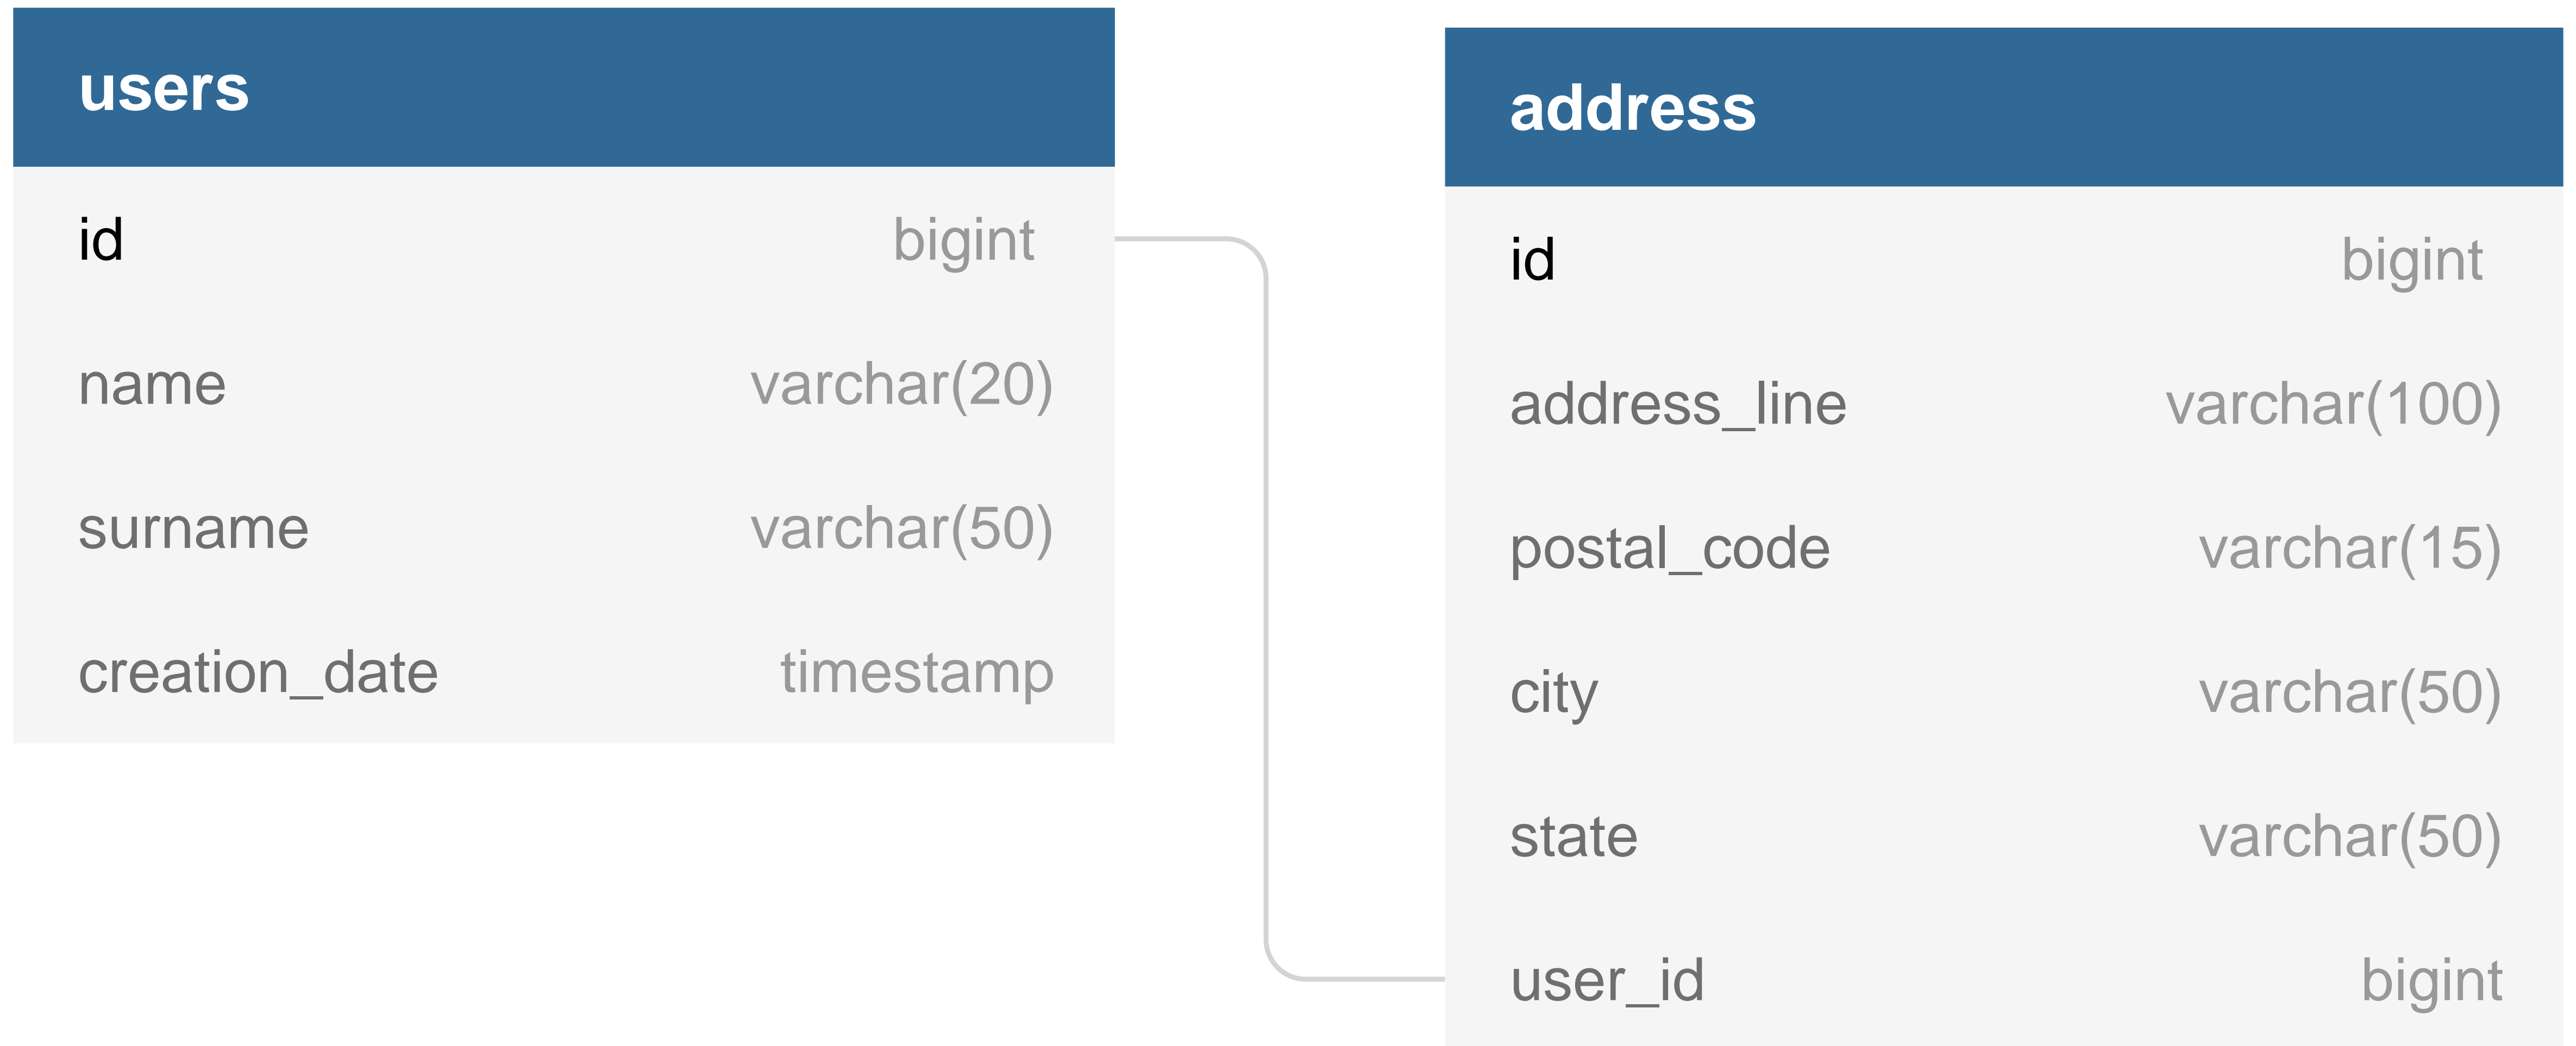 users
id bigint
name varchar(20)
surname varchar(50)
creation_date timestamp
address
id bigint
address_line varchar(100)
postal_code varchar(15)
city varchar(50)
state varchar(50)
user_id bigint